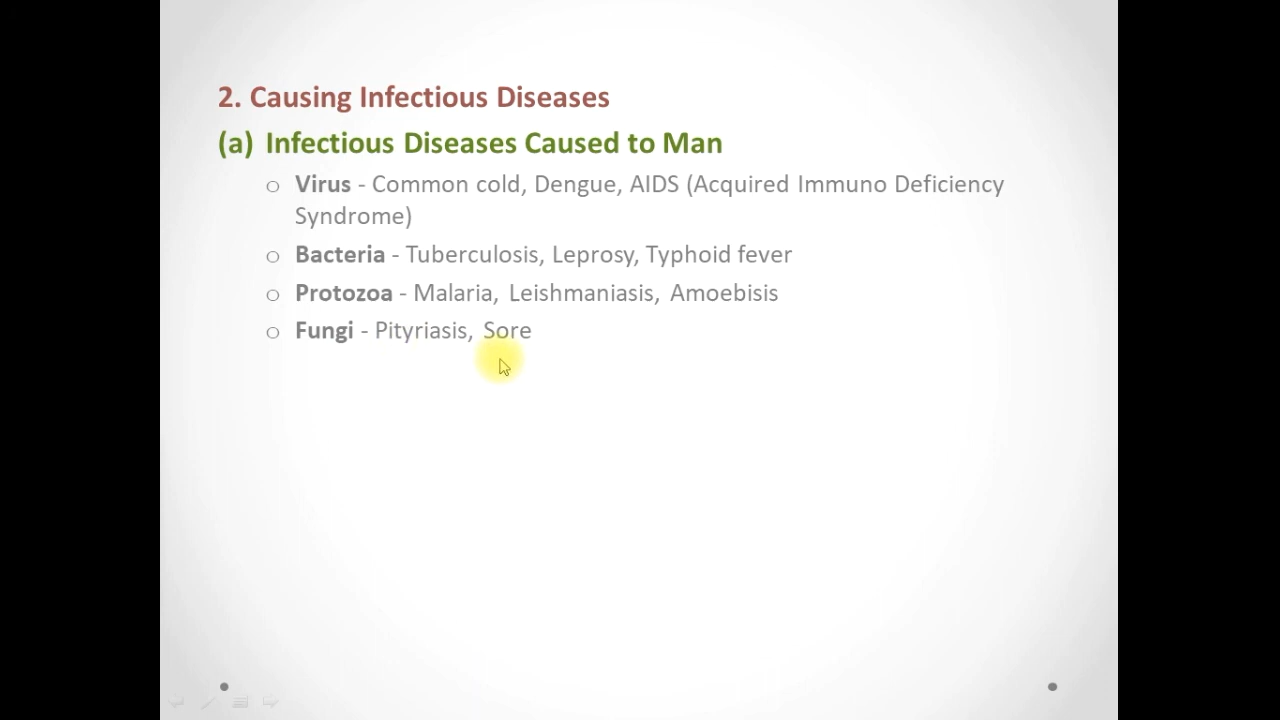 2. Causing Infectious Diseases
(a) Infectious Diseases Caused to Man
o Virus - Common cold, Dengue, AIDS (Acquired Immuno Deficiency
Syndrome)
o Bacteria - Tuberculosis, Leprosy, Typhoid fever
o Protozoa - Malaria, Leishmaniasis, Amoebisis
o Fungi - Pityriasis, Sore